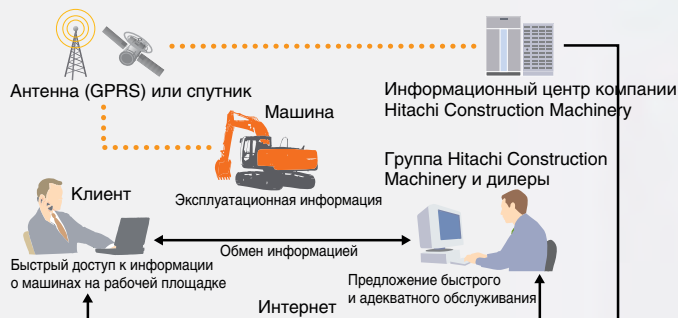 Антенна (GPRS) или спутник
Информационный центр компании
Hitachi Construction Machinery
Машина
Эксплуатационная информация
Группа Hitachi Construction
Machinery и дилеры
Клиент
Обмен информацией
Быстрый доступ к информации
о машинах на рабочей площадке
Предложение быстрого
и адекватного обслуживания
Интернет